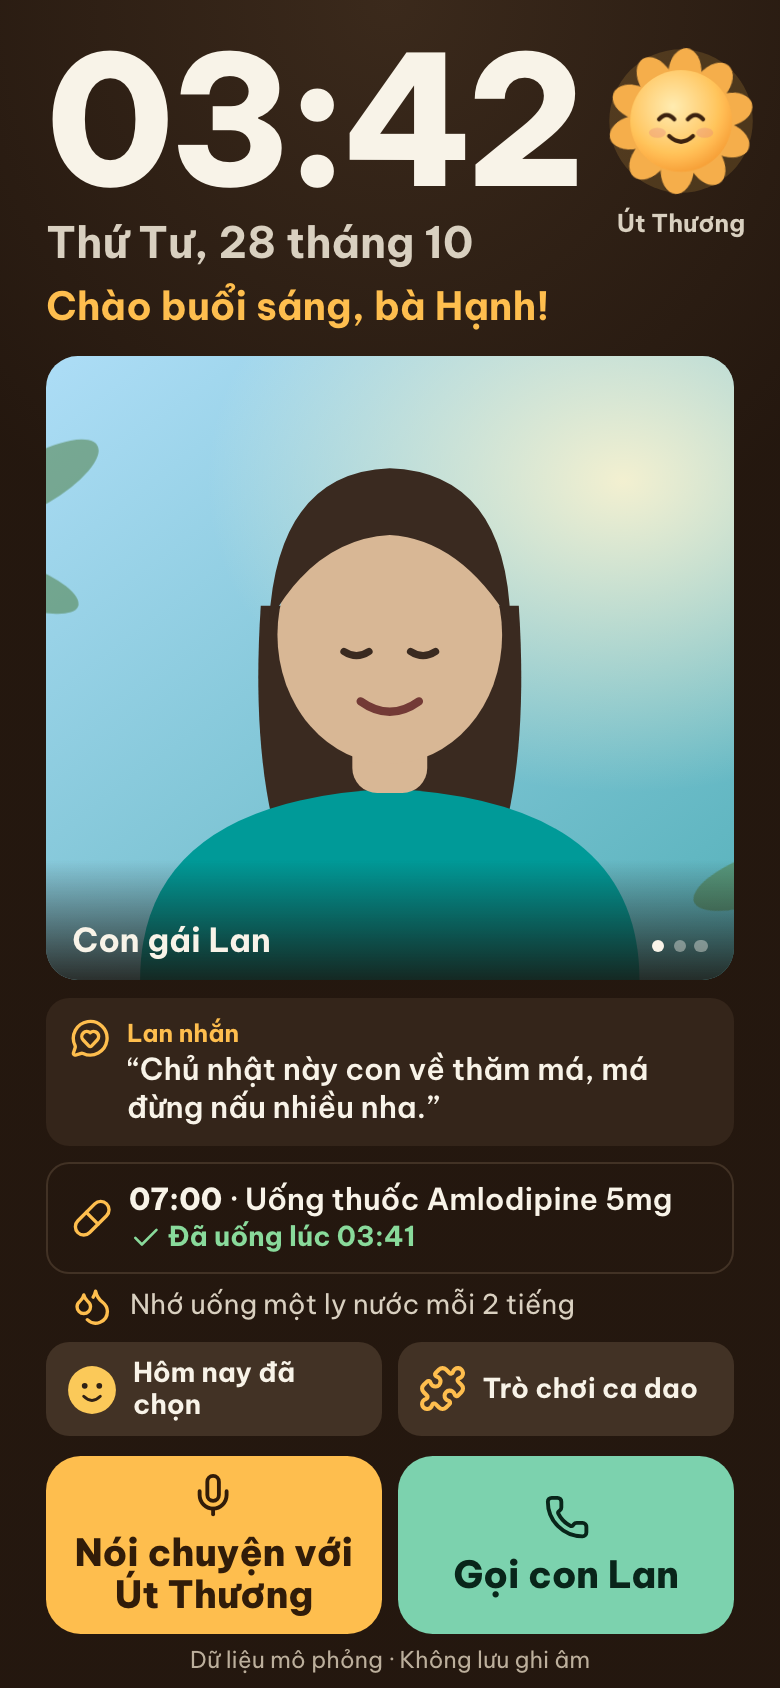 03:42
Út Thương
Thứ Tư, 28 tháng 10
Chào buổi sáng, bà Hạnh!
Con gái Lan
Lan nhắn
“Chủ nhật này con về thăm má, má
đừng nấu nhiều nha.”
07:00 · Uống thuốc Amlodipine 5mg
Đã uống lúc 03:41
Nhớ uống một ly nước mỗi 2 tiếng
Hôm nay đã
chọn
Trò chơi ca dao
Nói chuyện với
Út Thương
Gọi con Lan
Dữ liệu mô phỏng · Không lưu ghi âm